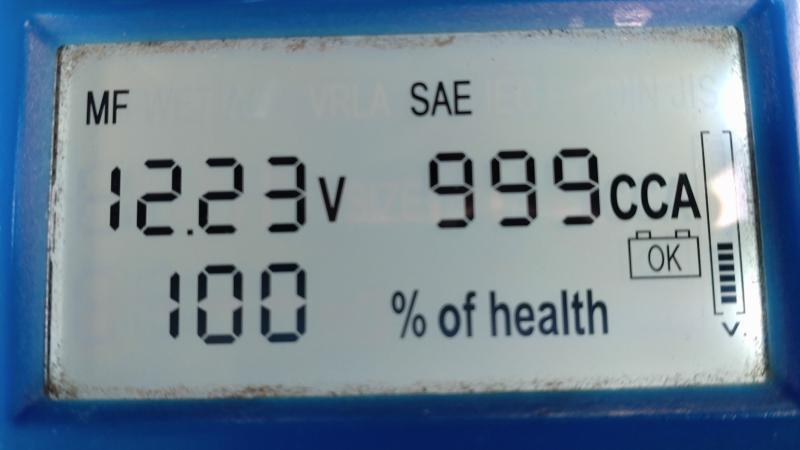 MF SAE
12.23 V 999 CCA
OK
100 % of health